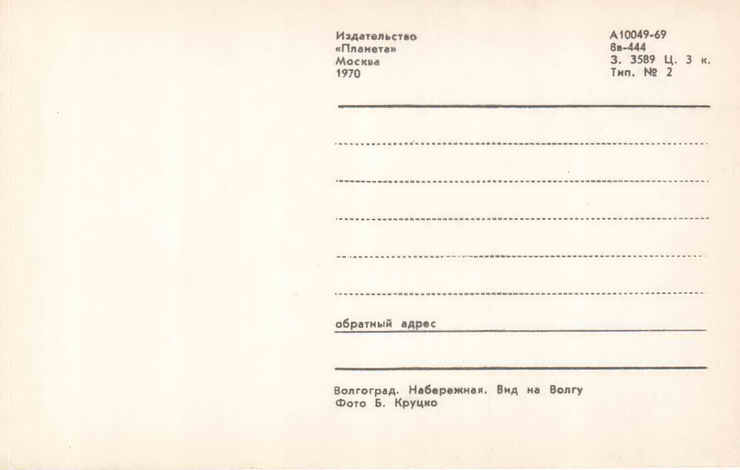 Издательство
«Планета»
Москва
1970
А10049-69
8в-444
З. 3589 Ц. 3 к.
Тип. № 2
обратный адрес
Волгоград. Набережная. Вид на Волгу
Фото Б. Круцко